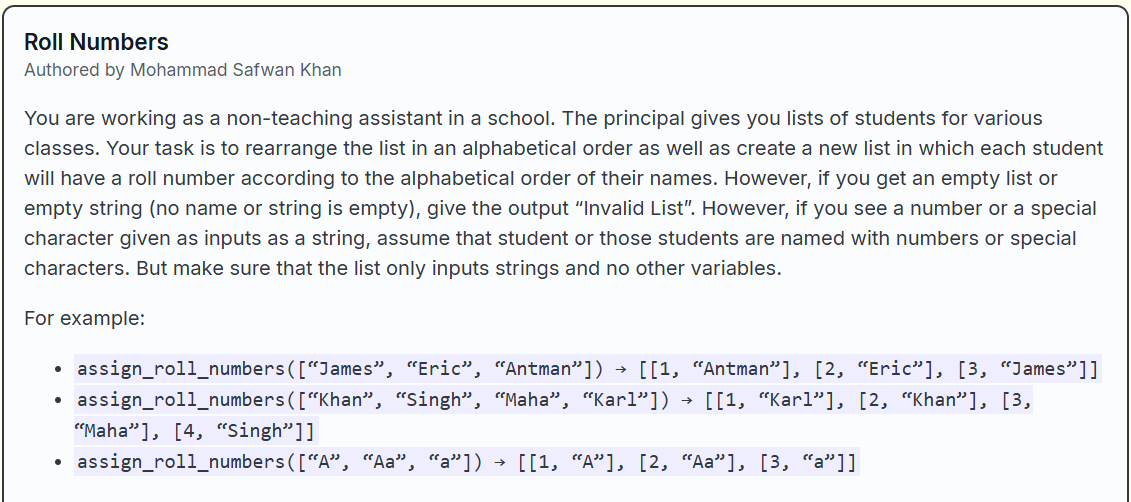 Roll Numbers
Authored by Mohammad Safwan Khan
You are working as a non-teaching assistant in a school. The principal gives you lists of students for various
classes. Your task is to rearrange the list in an alphabetical order as well as create a new list in which each student
will have a roll number according to the alphabetical order of their names. However, if you get an empty list or
empty string (no name or string is empty), give the output “Invalid List”. However, if you see a number or a special
character given as inputs as a string, assume that student or those students are named with numbers or special
characters. But make sure that the list only inputs strings and no other variables.
For example:
• assign_roll_numbers([“James”, “Eric”, “Antman”]) → [[1, “Antman”], [2, “Eric”], [3, “James”]]
• assign_roll_numbers([“Khan”, “Singh”, “Maha”, “Karl”]) → [[1, “Karl”], [2, “Khan”], [3,
“Maha”], [4, “Singh”]]
• assign_roll_numbers([“A”, “Aa”, “a”]) → [[1, “A”], [2, “Aa”], [3, “a”]]